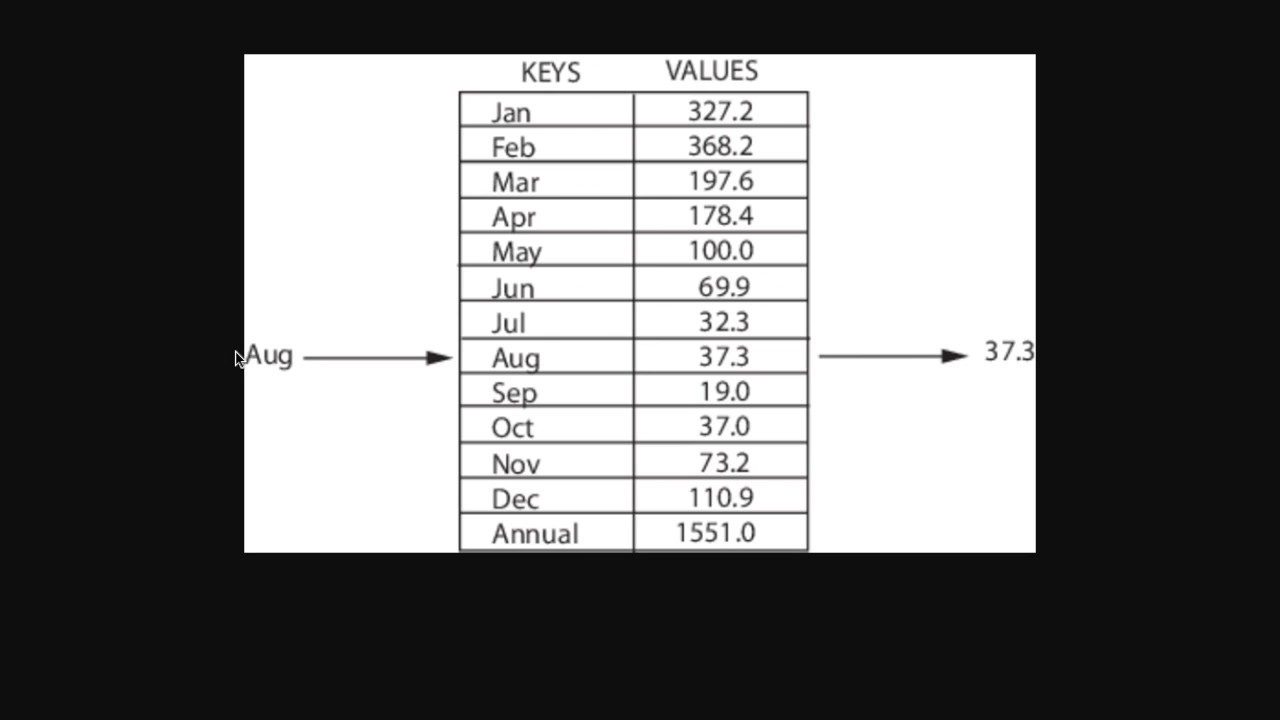 KEYS VALUES
Jan 327.2
Feb 368.2
Mar 197.6
Apr 178.4
May 100.0
Jun 69.9
Jul 32.3
Aug Aug 37.3 37.3
Sep 19.0
Oct 37.0
Nov 73.2
Dec 110.9
Annual 1551.0